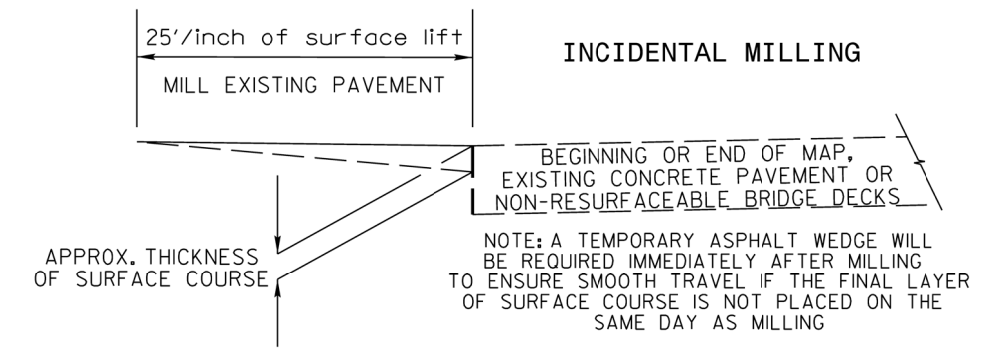 25'/inch of surface lift
MILL EXISTING PAVEMENT
INCIDENTAL MILLING
BEGINNING OR END OF MAP,
EXISTING CONCRETE PAVEMENT OR
NON-RESURFACEABLE BRIDGE DECKS
APPROX. THICKNESS
OF SURFACE COURSE
NOTE: A TEMPORARY ASPHALT WEDGE WILL
BE REQUIRED IMMEDIATELY AFTER MILLING
TO ENSURE SMOOTH TRAVEL IF THE FINAL LAYER
OF SURFACE COURSE IS NOT PLACED ON THE
SAME DAY AS MILLING